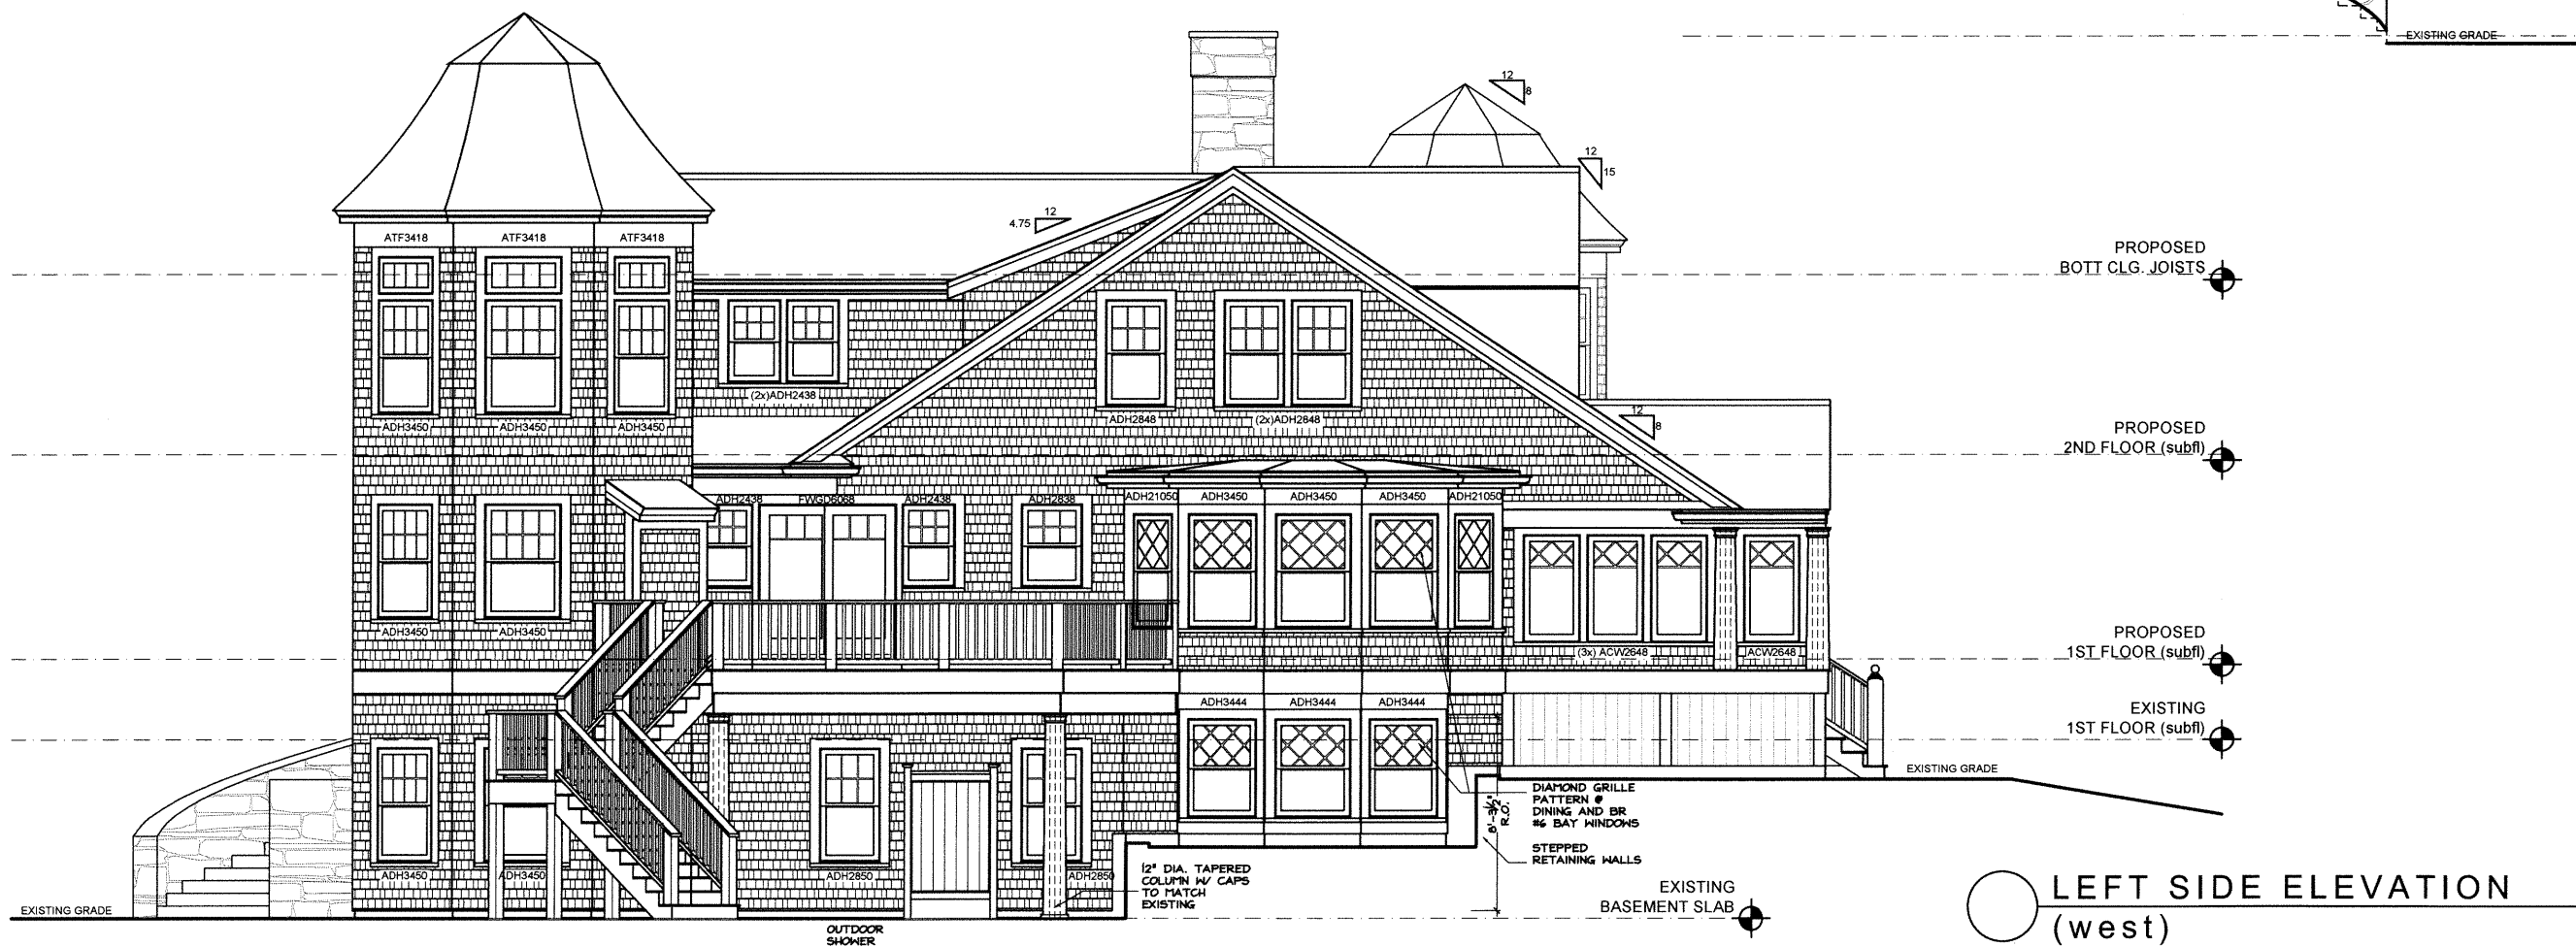 EXISTING GRADE
12
8
12
15
12
4.75
ATF3418 ATF3418 ATF3418
PROPOSED
BOTT CLG. JOISTS
(2x)ADH2438
ADH3450 ADH3450 ADH3450
ADH2848 (2x)ADH2848
12
8
PROPOSED
2ND FLOOR (subfl)
ADH2438 FWGD6068 ADH2438 ADH2838
ADH21050 ADH3450 ADH3450 ADH3450 ADH21050
ADH3450 ADH3450
(3x) ACW2648 ACW2648
PROPOSED
1ST FLOOR (subfl)
ADH3444 ADH3444 ADH3444
EXISTING
1ST FLOOR (subfl)
EXISTING GRADE
DIAMOND GRILLE
PATTERN @
DINING AND BR
#6 BAY WINDOWS
8'-3½"
R.O.
STEPPED
RETAINING WALLS
ADH3450 ADH3450 ADH2850 ADH2850
12" DIA. TAPERED
COLUMN W/ CAPS
TO MATCH
EXISTING
EXISTING GRADE
OUTDOOR
SHOWER
EXISTING
BASEMENT SLAB
LEFT SIDE ELEVATION
(west)